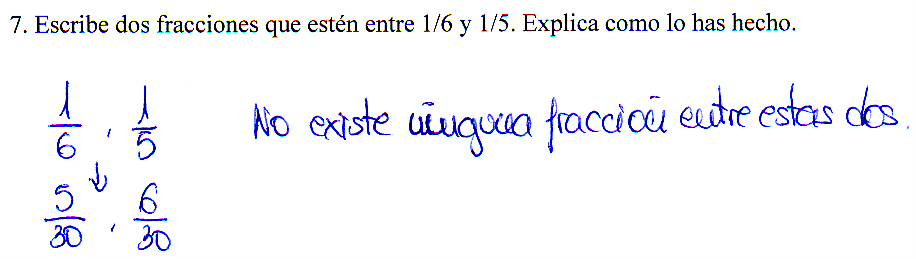 7. Escribe dos fracciones que estén entre 1/6 y 1/5. Explica como lo has hecho.
1/6 , 1/5 No existe ninguna fracción entre estas dos.
↓
5/30 , 6/30